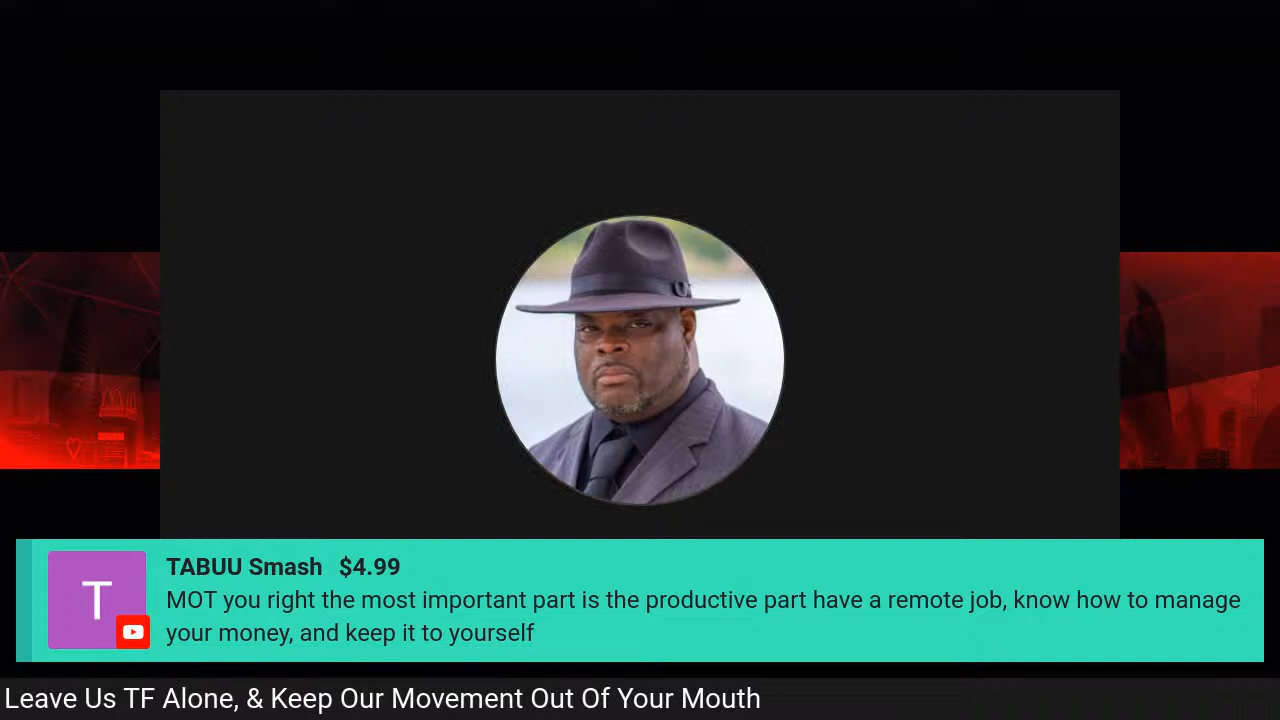 TABUU Smash $4.99
T
MOT you right the most important part is the productive part have a remote job, know how to manage
your money, and keep it to yourself
Leave Us TF Alone, & Keep Our Movement Out Of Your Mouth